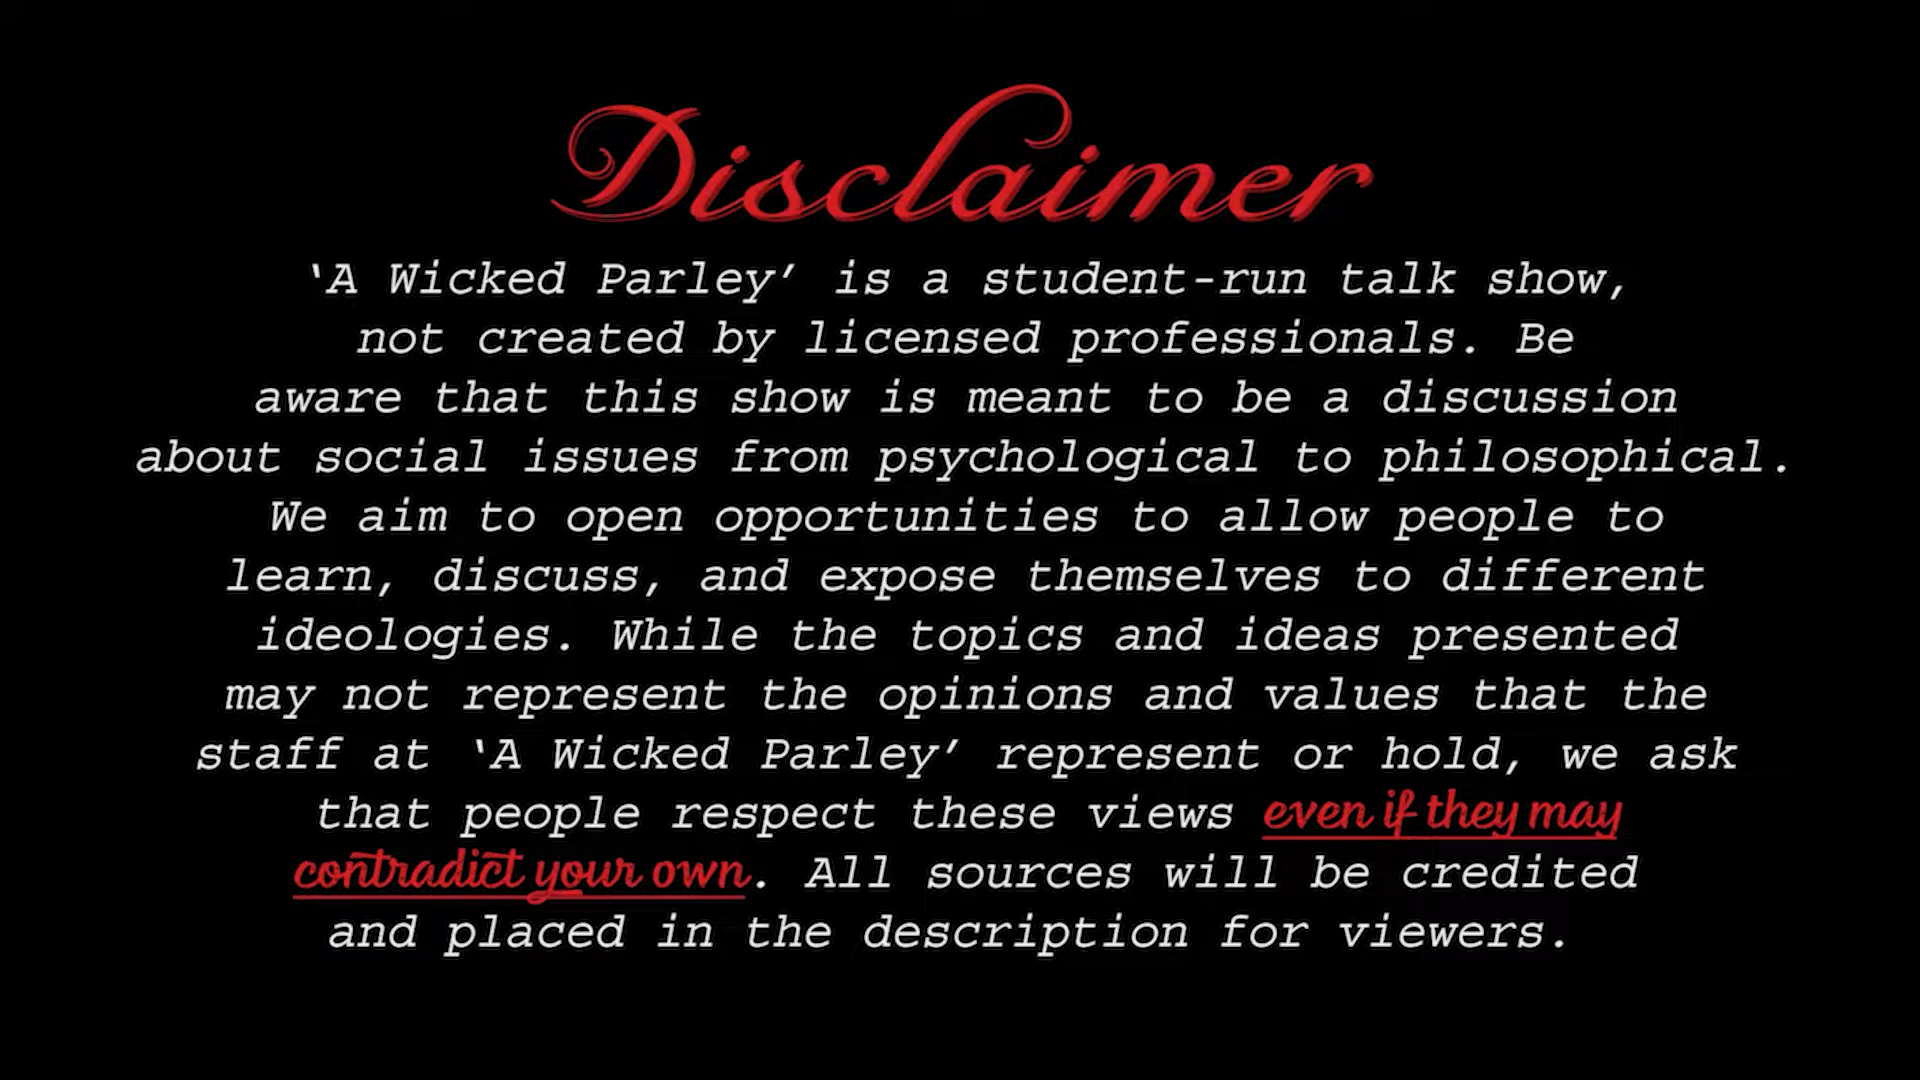 Disclaimer
‘A Wicked Parley’ is a student-run talk show,
not created by licensed professionals. Be
aware that this show is meant to be a discussion
about social issues from psychological to philosophical.
We aim to open opportunities to allow people to
learn, discuss, and expose themselves to different
ideologies. While the topics and ideas presented
may not represent the opinions and values that the
staff at ‘A Wicked Parley’ represent or hold, we ask
that people respect these views even if they may
contradict your own. All sources will be credited
and placed in the description for viewers.